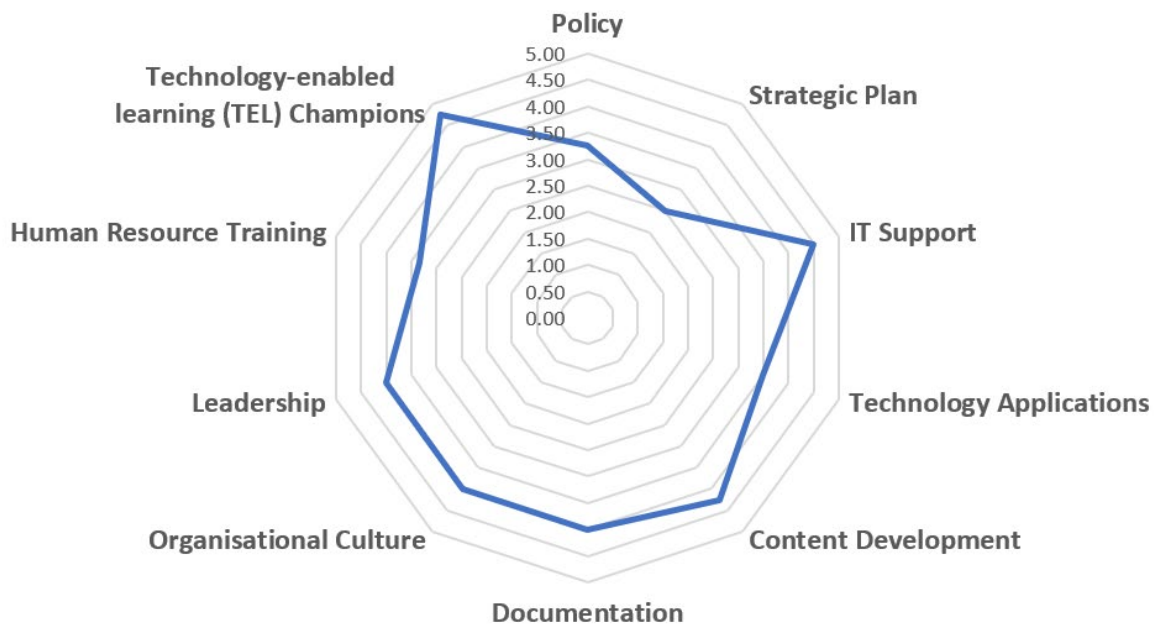 Policy
5.00
4.50
4.00
3.50
3.00
2.50
2.00
1.50
1.00
0.50
0.00
Strategic Plan
IT Support
Technology Applications
Content Development
Documentation
Organisational Culture
Leadership
Human Resource Training
Technology-enabled
learning (TEL) Champions